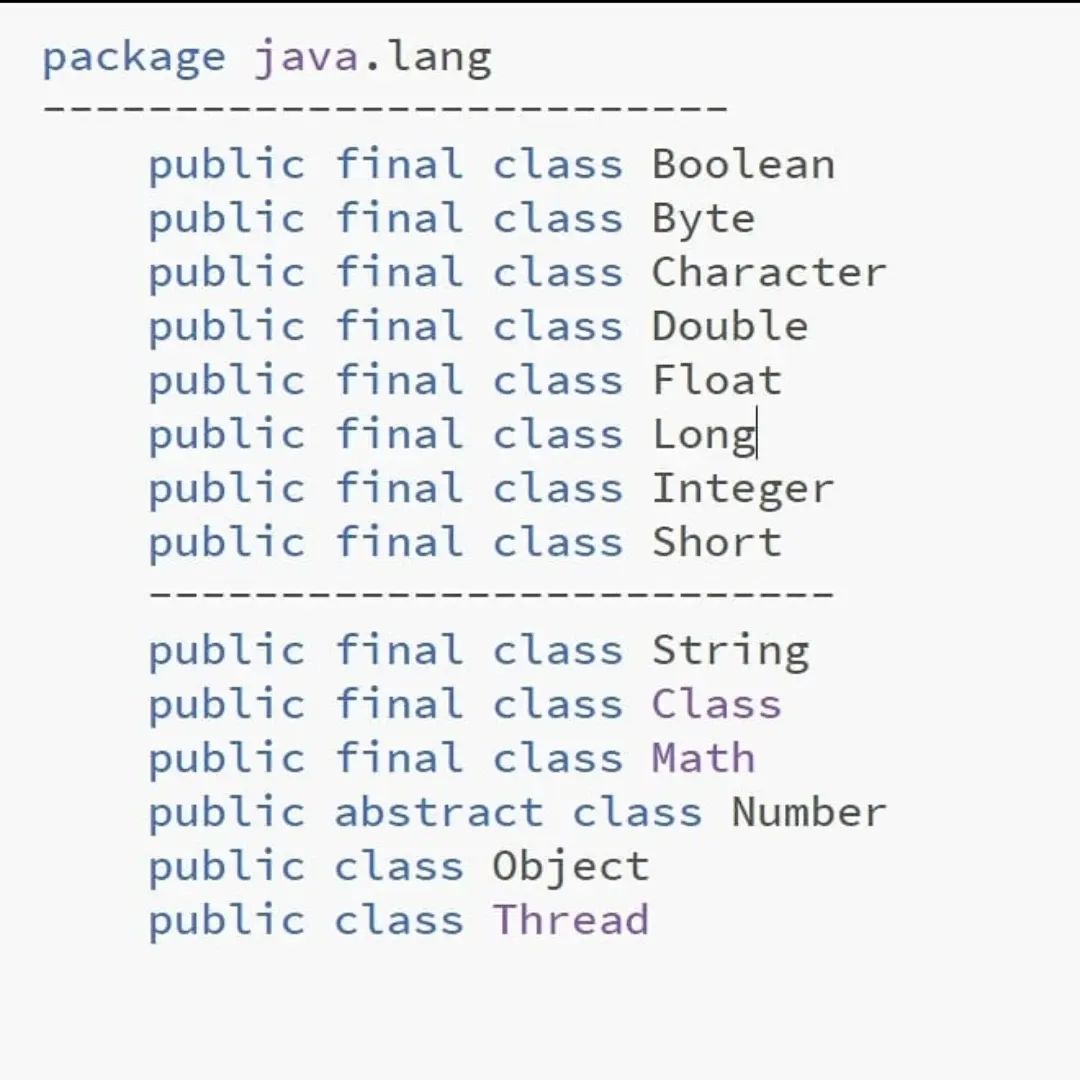 package java.lang
--------------------------
public final class Boolean
public final class Byte
public final class Character
public final class Double
public final class Float
public final class Long
public final class Integer
public final class Short
--------------------------
public final class String
public final class Class
public final class Math
public abstract class Number
public class Object
public class Thread